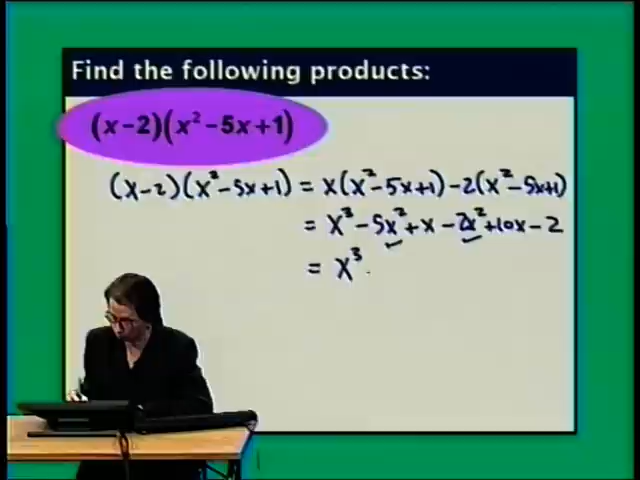 Find the following products:
(x-2)(x²-5x+1)
(x-2)(x²-5x+1) = x(x²-5x+1)-2(x²-5x+1)
= x³-5x²+x-2x²+10x-2
= x³